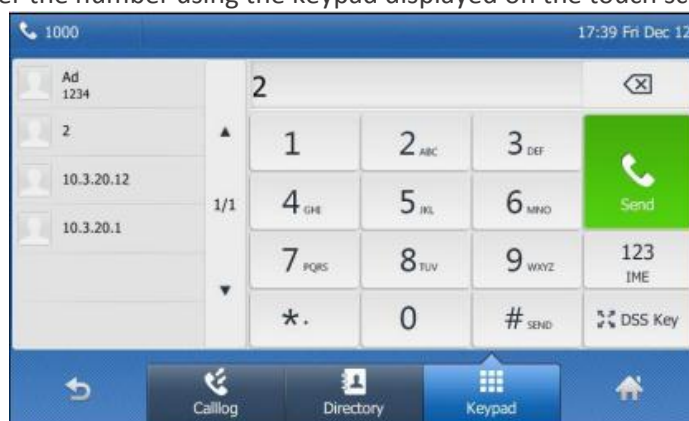 er the number using the keypad displayed on the touch sc
1000
17:39 Fri Dec 12
Ad
1234
2
10.3.20.12
10.3.20.1
1/1
2
1
2 ABC
3 DEF
4 GHI
5 JKL
6 MNO
7 PQRS
8 TUV
9 WXYZ
*.
0
# SEND
Send
123
IME
DSS Key
Calllog
Directory
Keypad